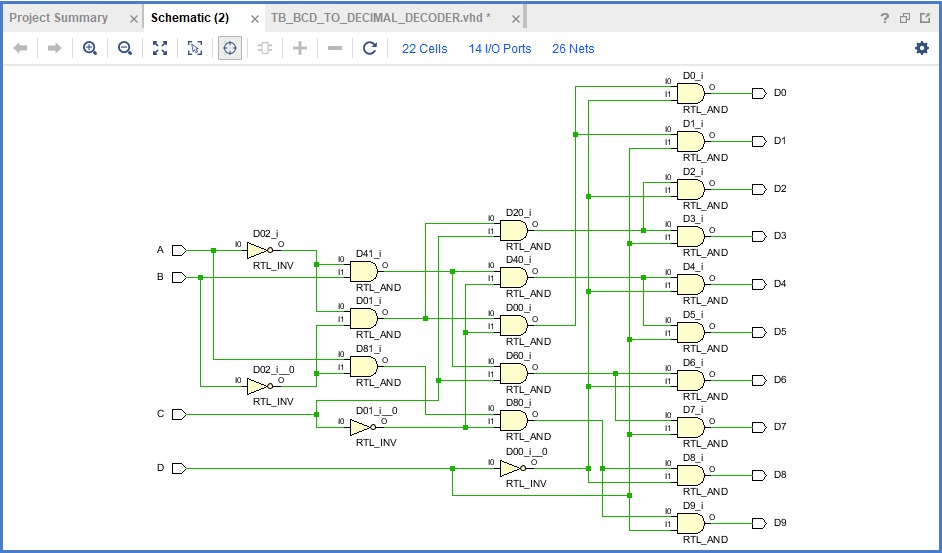 Project Summary × Schematic (2) × TB_BCD_TO_DECIMAL_DECODER.vhd * × ?
22 Cells 14 I/O Ports 26 Nets
D0_i
I0 O D0
I1
RTL_AND
D1_i
I0 O D1
I1
RTL_AND
D2_i
I0 O D2
I1
RTL_AND
D20_i
I0 O
I1
RTL_AND
D3_i
I0 O D3
I1
RTL_AND
D02_i
A I0 O
RTL_INV
D41_i
I0 O
B I1
RTL_AND
D40_i
I0 O
I1
RTL_AND
D4_i
I0 O D4
I1
RTL_AND
D01_i
I0 O
I1
RTL_AND
D00_i
I0 O
I1
RTL_AND
D5_i
I0 O D5
I1
RTL_AND
D81_i
I0 O
I1
RTL_AND
D60_i
I0 O
I1
RTL_AND
D6_i
I0 O D6
I1
RTL_AND
D02_i__0
I0 O
RTL_INV
D80_i
I0 O
I1
RTL_AND
D7_i
I0 O D7
I1
RTL_AND
C
D01_i__0
I0 O
RTL_INV
D
D00_i__0
I0 O
RTL_INV
D8_i
I0 O D8
I1
RTL_AND
D9_i
I0 O D9
I1
RTL_AND